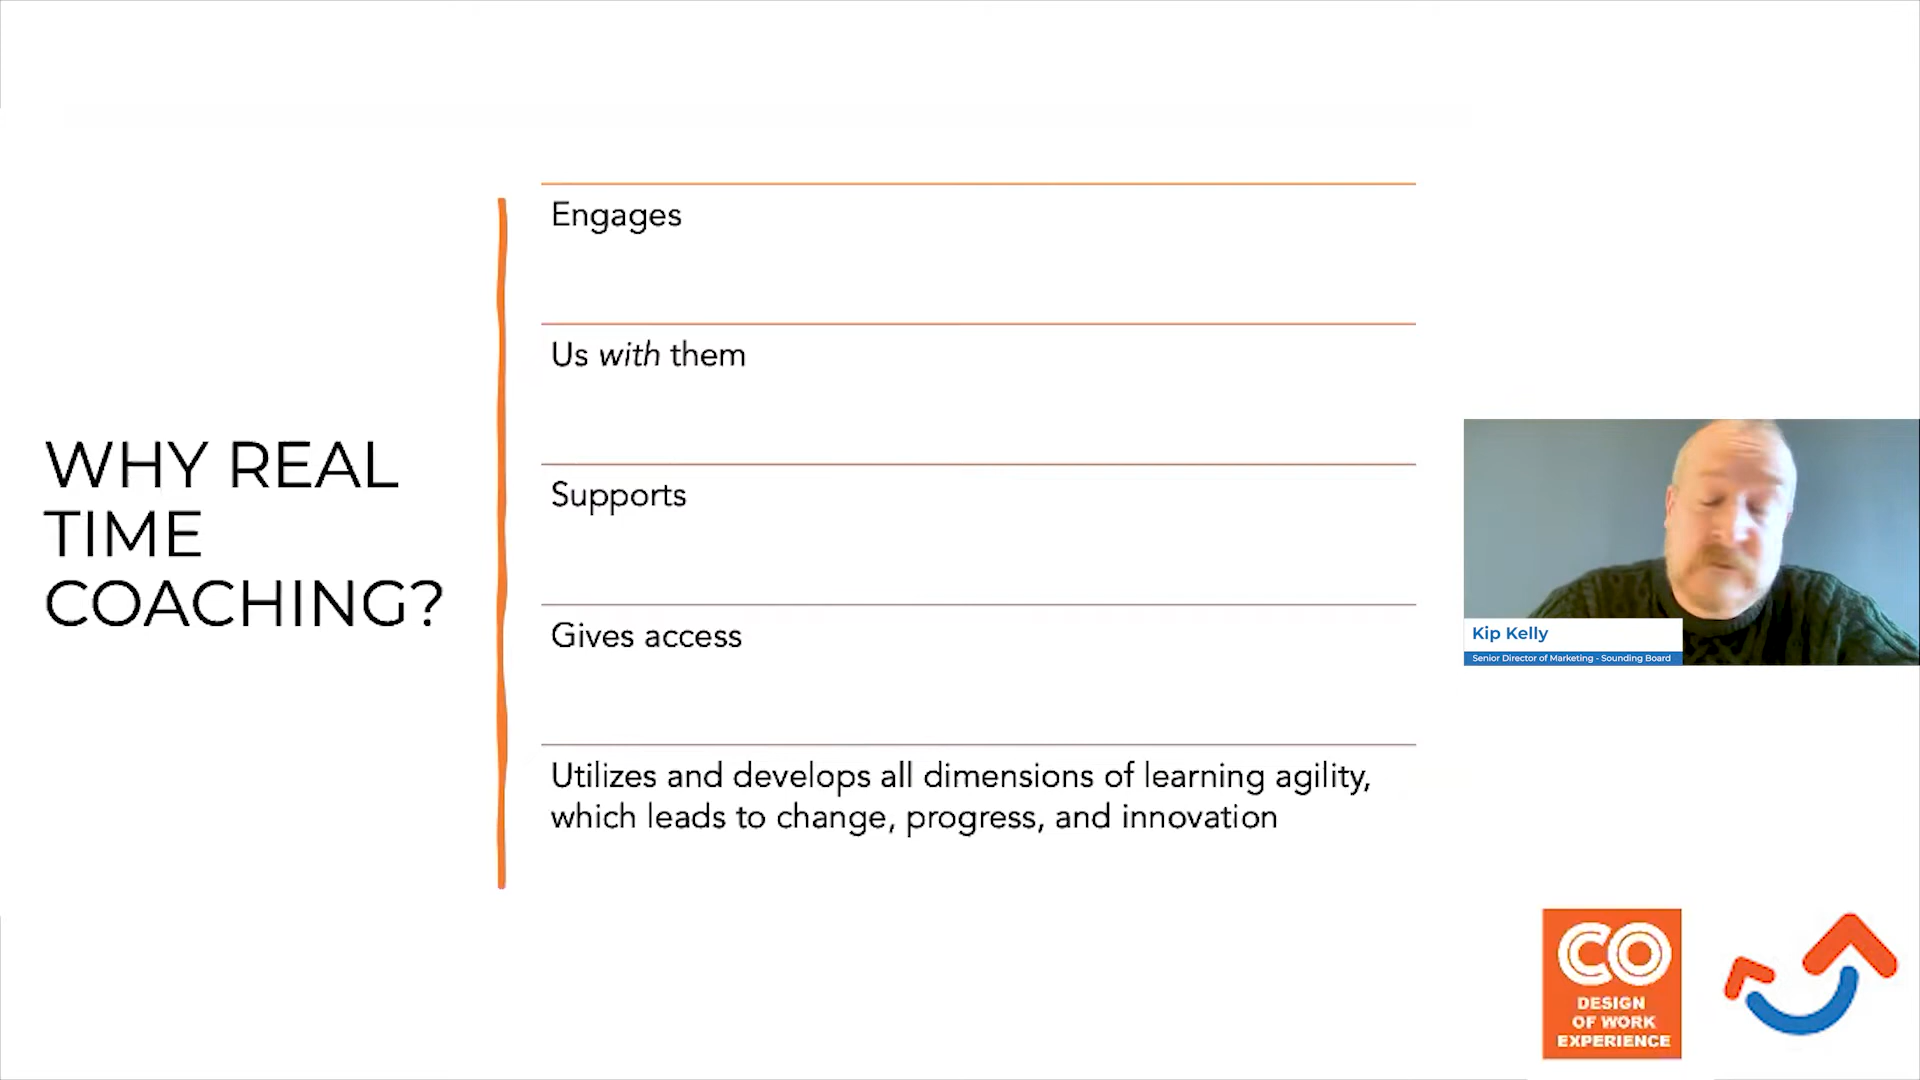 WHY REAL
TIME
COACHING?
Engages
Us with them
Supports
Gives access
Utilizes and develops all dimensions of learning agility,
which leads to change, progress, and innovation
Kip Kelly
Senior Director of Marketing - Sounding Board
CO
DESIGN
OF WORK
EXPERIENCE